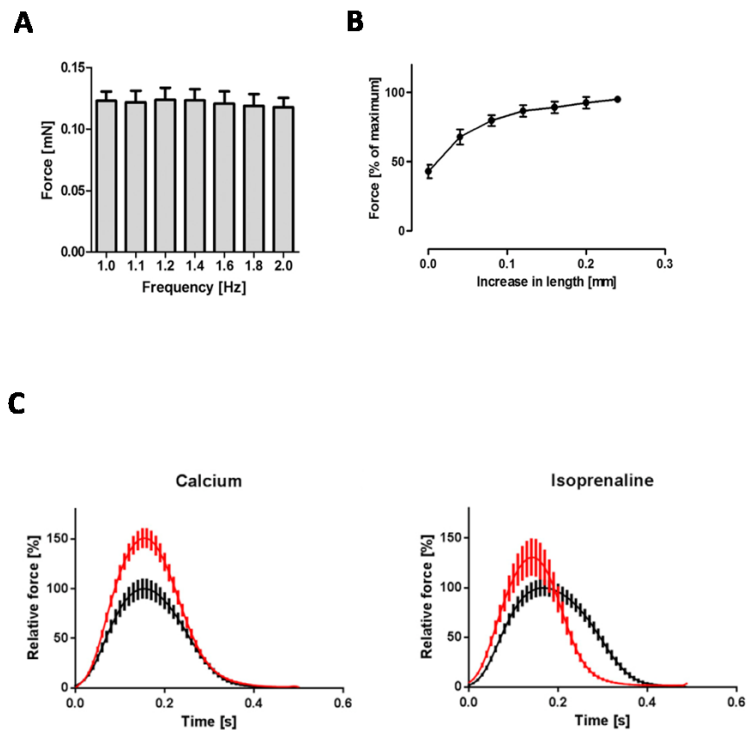 A
0.15
0.10
0.05
0.00
Force [mN]
1.0 1.1 1.2 1.4 1.6 1.8 2.0
Frequency [Hz]
B
100
50
0
Force [% of maximum]
0.0 0.1 0.2 0.3
Increase in length [mm]
C
Calcium
150
100
50
0
Relative force [%]
0.0 0.2 0.4 0.6
Time [s]
Isoprenaline
150
100
50
0
Relative force [%]
0.0 0.2 0.4 0.6
Time [s]